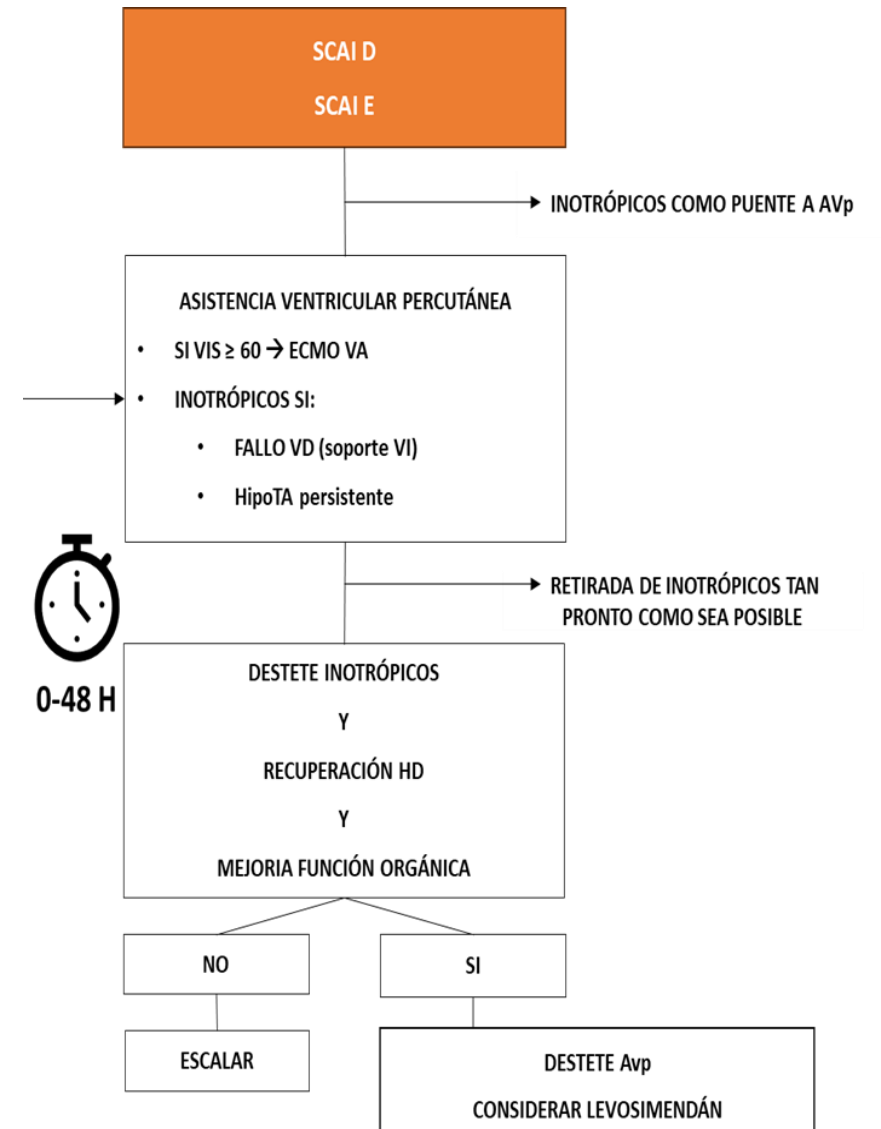 SCAI D
SCAI E
INOTRÓPICOS COMO PUENTE A AVp
ASISTENCIA VENTRICULAR PERCUTÁNEA
• SI VIS ≥ 60 → ECMO VA
• INOTRÓPICOS SI:
• FALLO VD (soporte VI)
• HipoTA persistente
RETIRADA DE INOTRÓPICOS TAN
PRONTO COMO SEA POSIBLE
0-48 H
DESTETE INOTRÓPICOS
Y
RECUPERACIÓN HD
Y
MEJORIA FUNCIÓN ORGÁNICA
NO
SI
ESCALAR
DESTETE Avp
CONSIDERAR LEVOSIMENDÁN